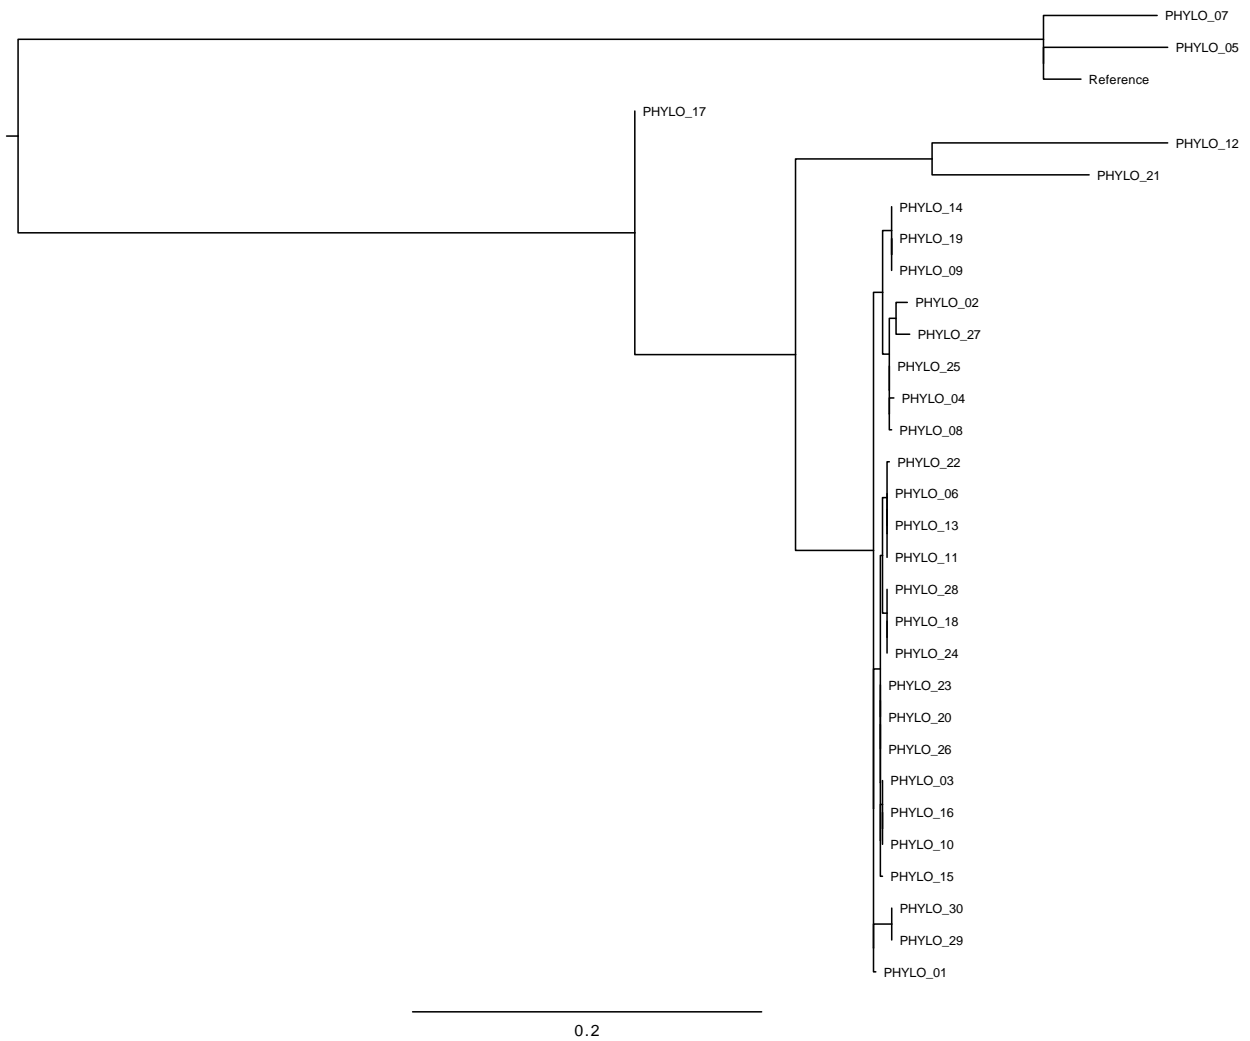 PHYLO_07
PHYLO_05
Reference
PHYLO_17
PHYLO_12
PHYLO_21
PHYLO_14
PHYLO_19
PHYLO_09
PHYLO_02
PHYLO_27
PHYLO_25
PHYLO_04
PHYLO_08
PHYLO_22
PHYLO_06
PHYLO_13
PHYLO_11
PHYLO_28
PHYLO_18
PHYLO_24
PHYLO_23
PHYLO_20
PHYLO_26
PHYLO_03
PHYLO_16
PHYLO_10
PHYLO_15
PHYLO_30
PHYLO_29
PHYLO_01
0.2